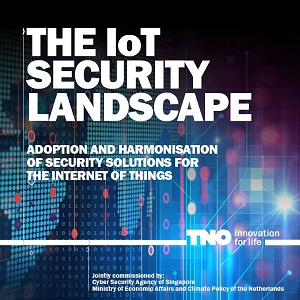 THE IoT
SECURITY
LANDSCAPE
ADOPTION AND HARMONISATION
OF SECURITY SOLUTIONS FOR
THE INTERNET OF THINGS
TNO innovation
for life
Jointly commissioned by:
Cyber Security Agency of Singapore
Ministry of Economic Affairs and Climate Policy of the Netherlands